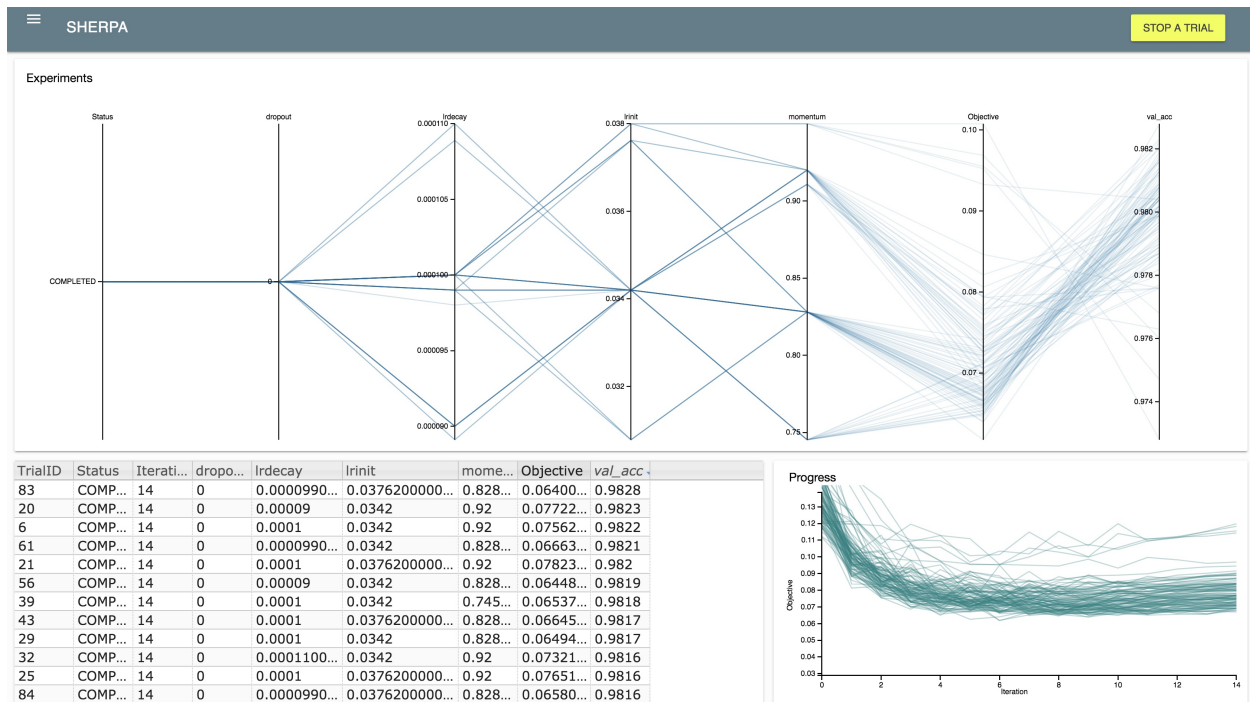 SHERPA
STOP A TRIAL
Experiments
Status dropout lrdecay lrinit momentum Objective val_acc
0.000110 0.038 0.10
0.982
0.000105 0.036 0.90 0.09 0.980
COMPLETED 0 0.000100 0.034 0.85 0.08 0.978
0.000095 0.032 0.80 0.07 0.976
0.000090 0.75 0.974
TrialID Status Iterati... dropo... lrdecay lrinit mome... Objective val_acc
83 COMP... 14 0 0.0000990... 0.0376200000... 0.828... 0.06400... 0.9828
20 COMP... 14 0 0.00009 0.0342 0.92 0.07722... 0.9823
6 COMP... 14 0 0.0001 0.0342 0.92 0.07562... 0.9822
61 COMP... 14 0 0.0000990... 0.0342 0.828... 0.06663... 0.9821
21 COMP... 14 0 0.0001 0.0376200000... 0.92 0.07823... 0.982
56 COMP... 14 0 0.00009 0.0342 0.828... 0.06448... 0.9819
39 COMP... 14 0 0.0001 0.0342 0.745... 0.06537... 0.9818
43 COMP... 14 0 0.0001 0.0376200000... 0.828... 0.06645... 0.9817
29 COMP... 14 0 0.0001 0.0342 0.828... 0.06494... 0.9817
32 COMP... 14 0 0.0001100... 0.0342 0.92 0.07321... 0.9816
25 COMP... 14 0 0.0001 0.0376200000... 0.92 0.07651... 0.9816
84 COMP... 14 0 0.0000990... 0.0376200000... 0.828... 0.06580... 0.9816
Progress
0.13
0.12
0.11
0.10
0.09
0.08
0.07
0.06
0.05
0.04
0.03
Objective
0 2 4 6 8 10 12 14
Iteration